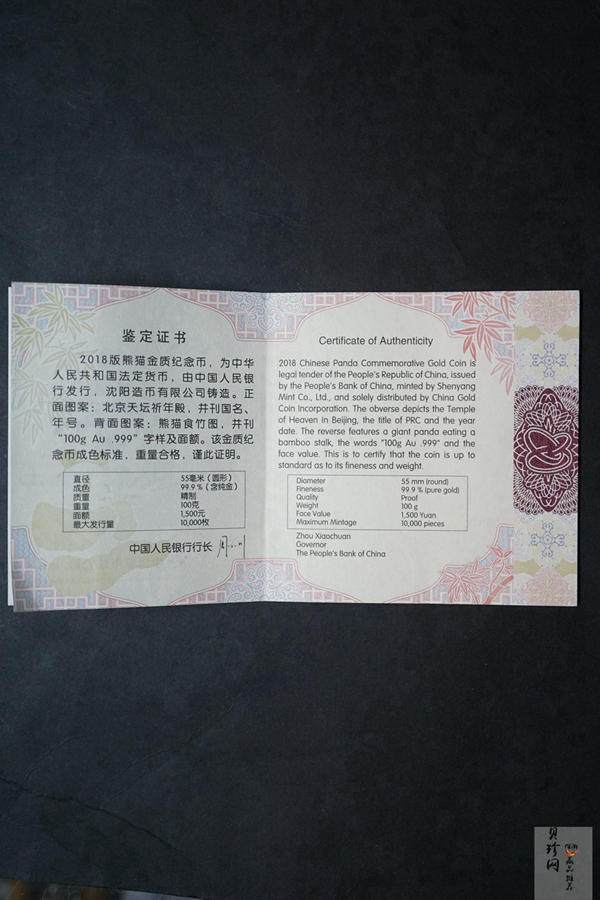 鉴定证书
2018版熊猫金质纪念币，为中华
人民共和国法定货币，由中国人民银
行发行，沈阳造币有限公司铸造。正
面图案：北京天坛祈年殿，并刊国名、
年号。背面图案：熊猫食竹图，并刊
“100g Au .999”字样及面额。该金质纪
念币成色标准，重量合格，谨此证明。
直径 55毫米（圆形）
成色 99.9％（含纯金）
质量 精制
重量 100克
面额 1,500元
最大发行量 10,000枚
中国人民银行行长
Certificate of Authenticity
2018 Chinese Panda Commemorative Gold Coin is
legal tender of the People's Republic of China, issued
by the People's Bank of China, minted by Shenyang
Mint Co., Ltd., and solely distributed by China Gold
Coin Incorporation. The obverse depicts the Temple
of Heaven in Beijing, the title of PRC and the year
date. The reverse features a giant panda eating a
bamboo stalk, the words "100g Au .999" and the
face value. This is to certify that the coin is up to
standard as to its fineness and weight.
Diameter 55 mm (round)
Fineness 99.9 % (pure gold)
Quality Proof
Weight 100 g
Face Value 1,500 Yuan
Maximum Mintage 10,000 pieces
Zhou Xiaochuan
Governor
The People's Bank of China
贝珍网